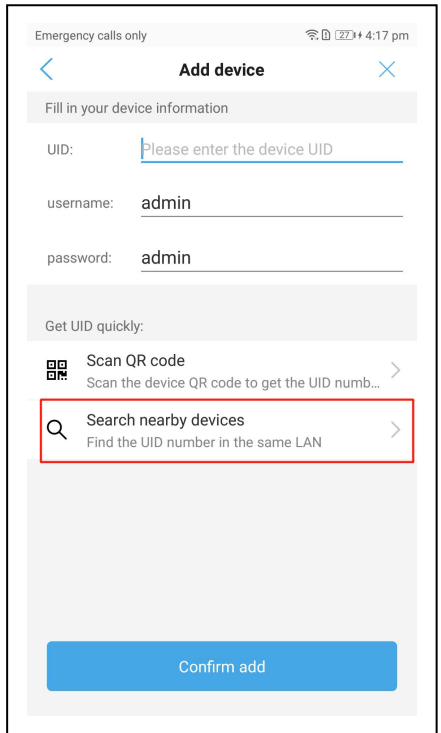 Emergency calls only 27 4:17 pm
Add device
Fill in your device information
UID: Please enter the device UID
username: admin
password: admin
Get UID quickly:
Scan QR code
Scan the device QR code to get the UID numb...
Search nearby devices
Find the UID number in the same LAN
Confirm add